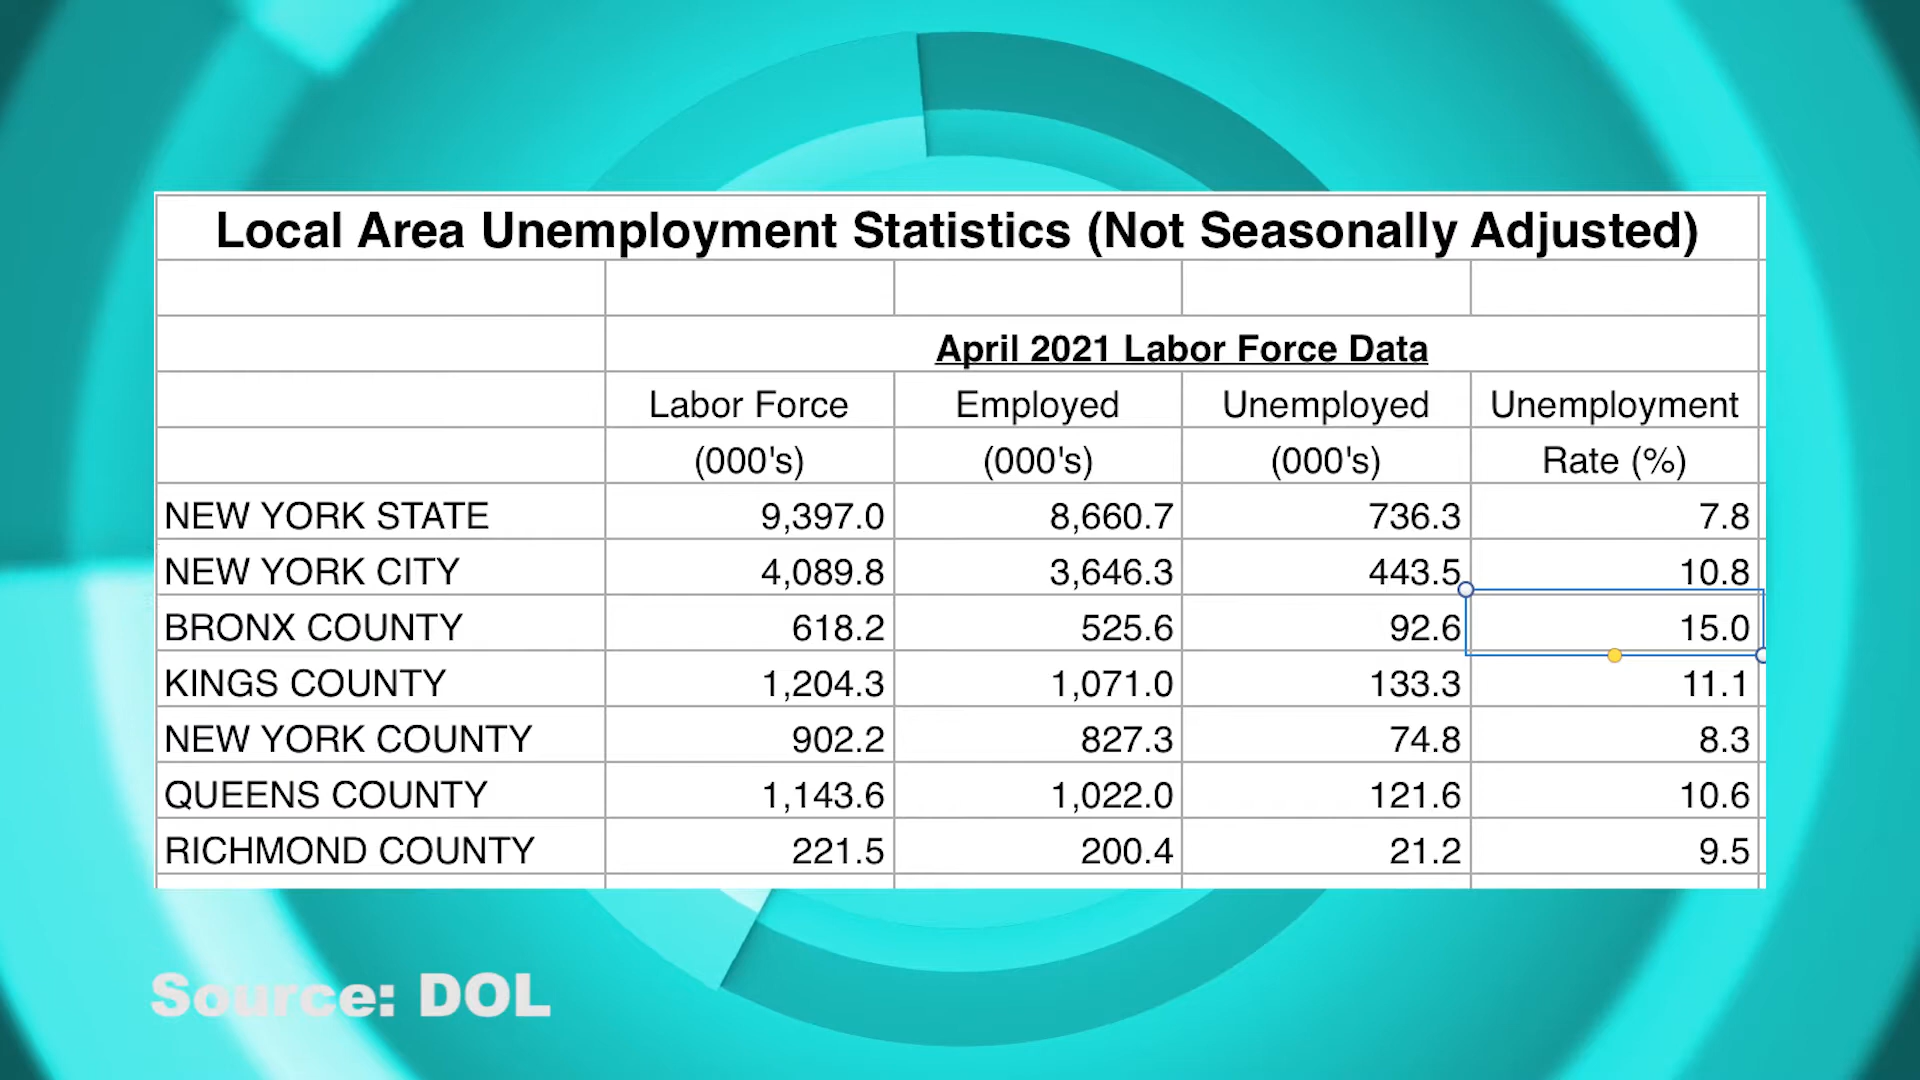 Local Area Unemployment Statistics (Not Seasonally Adjusted)
April 2021 Labor Force Data
Labor Force Employed Unemployed Unemployment
(000's) (000's) (000's) Rate (%)
NEW YORK STATE 9,397.0 8,660.7 736.3 7.8
NEW YORK CITY 4,089.8 3,646.3 443.5 10.8
BRONX COUNTY 618.2 525.6 92.6 15.0
KINGS COUNTY 1,204.3 1,071.0 133.3 11.1
NEW YORK COUNTY 902.2 827.3 74.8 8.3
QUEENS COUNTY 1,143.6 1,022.0 121.6 10.6
RICHMOND COUNTY 221.5 200.4 21.2 9.5
Source: DOL